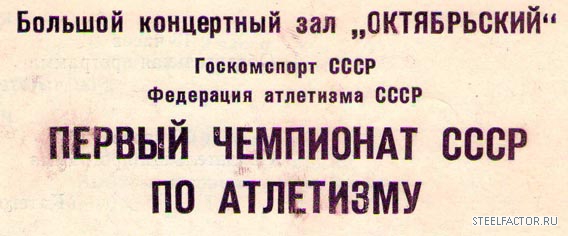 Большой концертный зал „ОКТЯБРЬСКИЙ“
Госкомспорт СССР
Федерация атлетизма СССР
ПЕРВЫЙ ЧЕМПИОНАТ СССР
ПО АТЛЕТИЗМУ
STEELFACTOR.RU